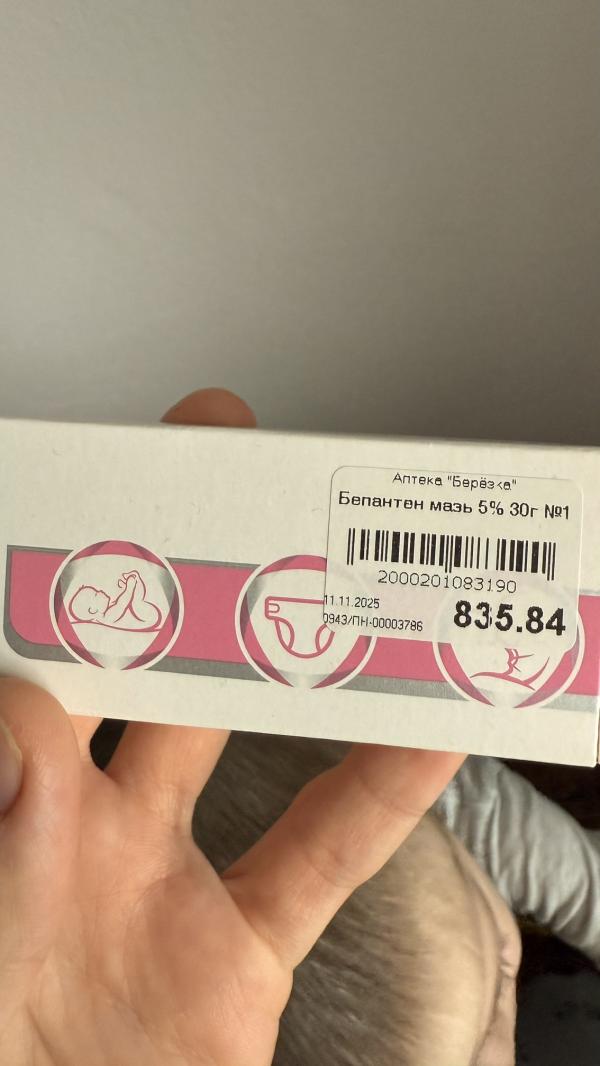 Аптека "Берёзка"
Бепантен мазь 5% 30г №1
2000201083190
11.11.2025
0943/ПН-00003786
835.84